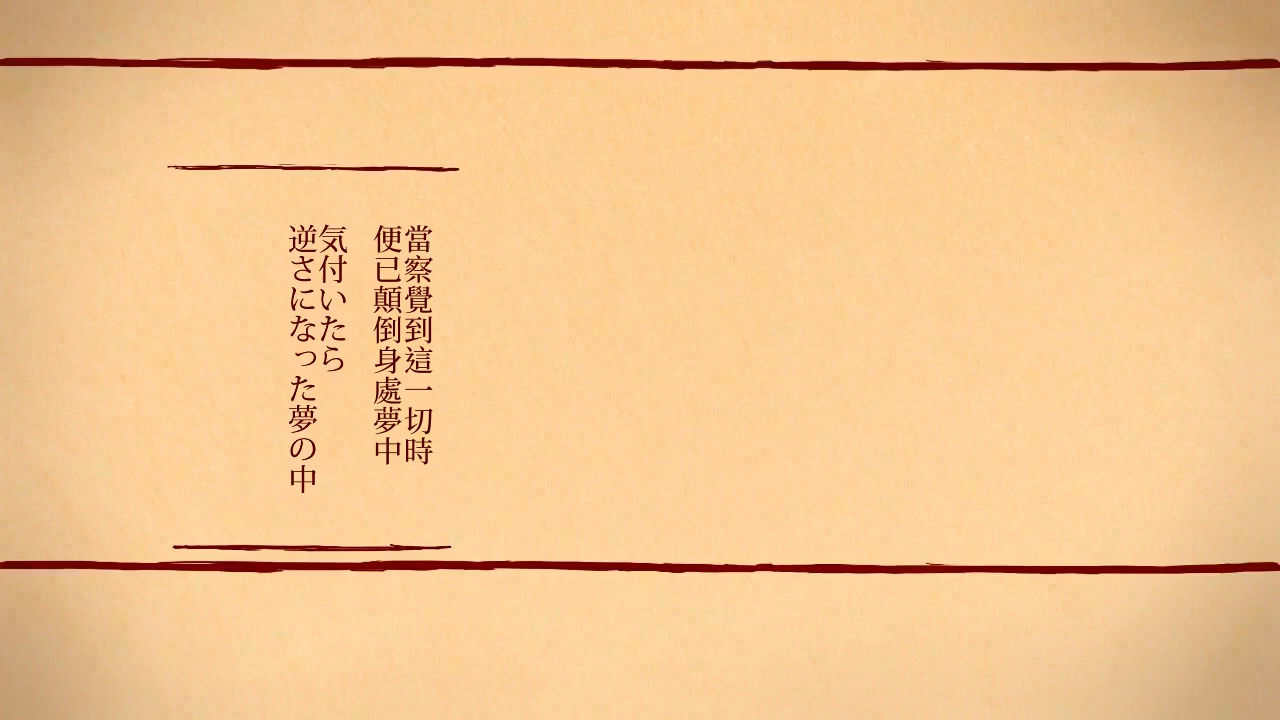 當察覺到這一切時
便已顛倒身處夢中
気付いたら
逆さになった夢の中